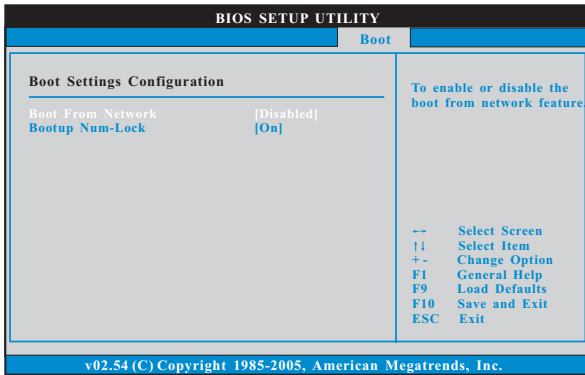 BIOS SETUP UTILITY
Boot
Boot Settings Configuration
Boot From Network [Disabled]
Bootup Num-Lock [On]
To enable or disable the
boot from network feature.
←→ Select Screen
↑↓ Select Item
+ - Change Option
F1 General Help
F9 Load Defaults
F10 Save and Exit
ESC Exit
v02.54 (C) Copyright 1985-2005, American Megatrends, Inc.